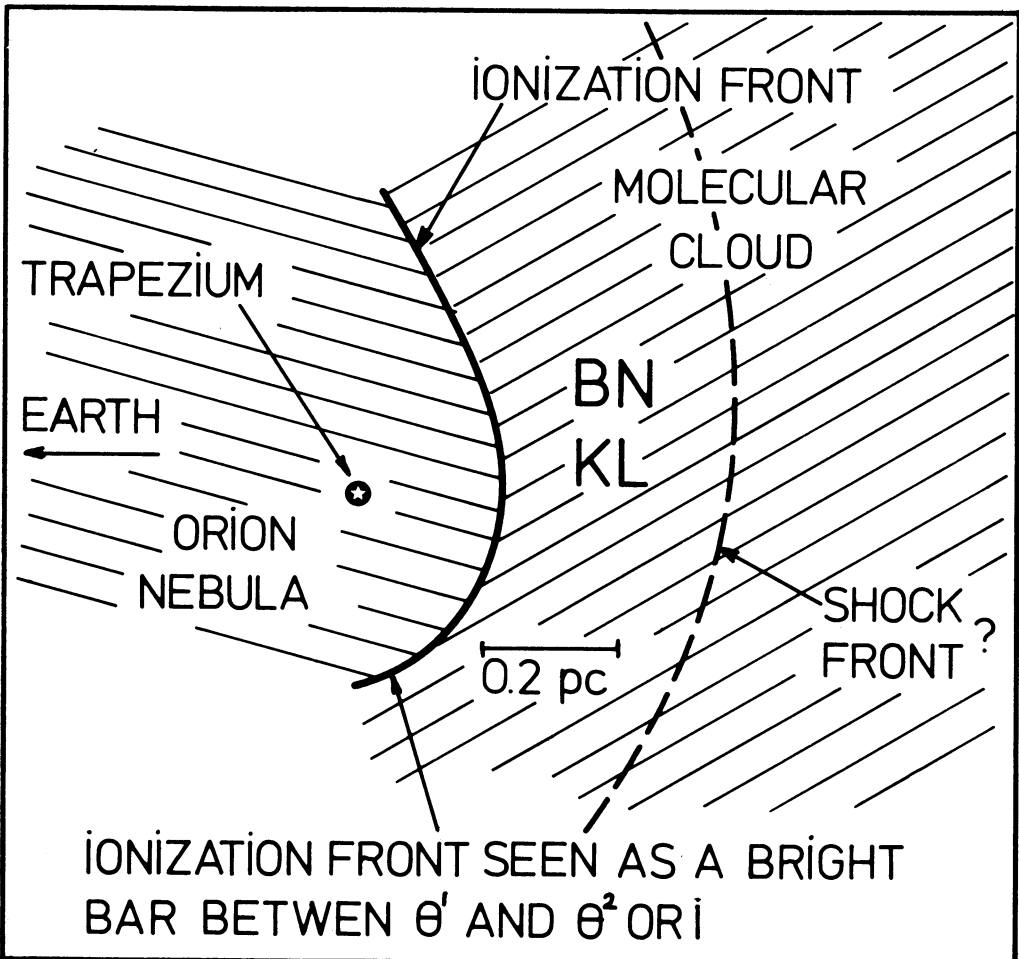 IONIZATION FRONT
MOLECULAR
CLOUD
TRAPEZIUM
BN
KL
EARTH
ORION
NEBULA
SHOCK
FRONT ?
0.2 pc
IONIZATION FRONT SEEN AS A BRIGHT
BAR BETWEN θ¹ AND θ² ORI